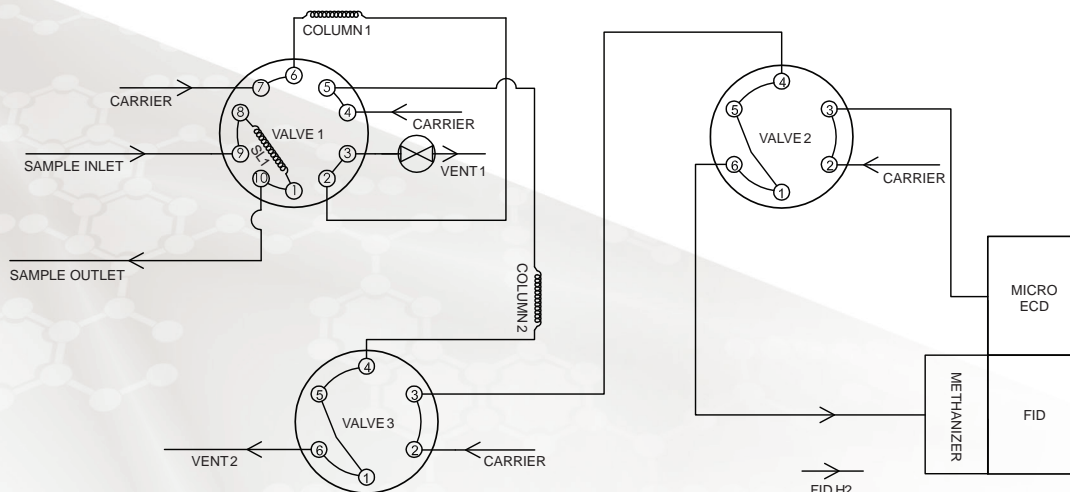 COLUMN 1
6
7
5
CARRIER
8
4
CARRIER
VALVE 1
SL1
SAMPLE INLET
9
3
VENT 1
10
1
2
SAMPLE OUTLET
COLUMN 2
4
5
3
VALVE 3
VENT 2
6
2
CARRIER
1
4
5
3
VALVE 2
6
2
CARRIER
1
MICRO
ECD
METHANIZER
FID
FID H2